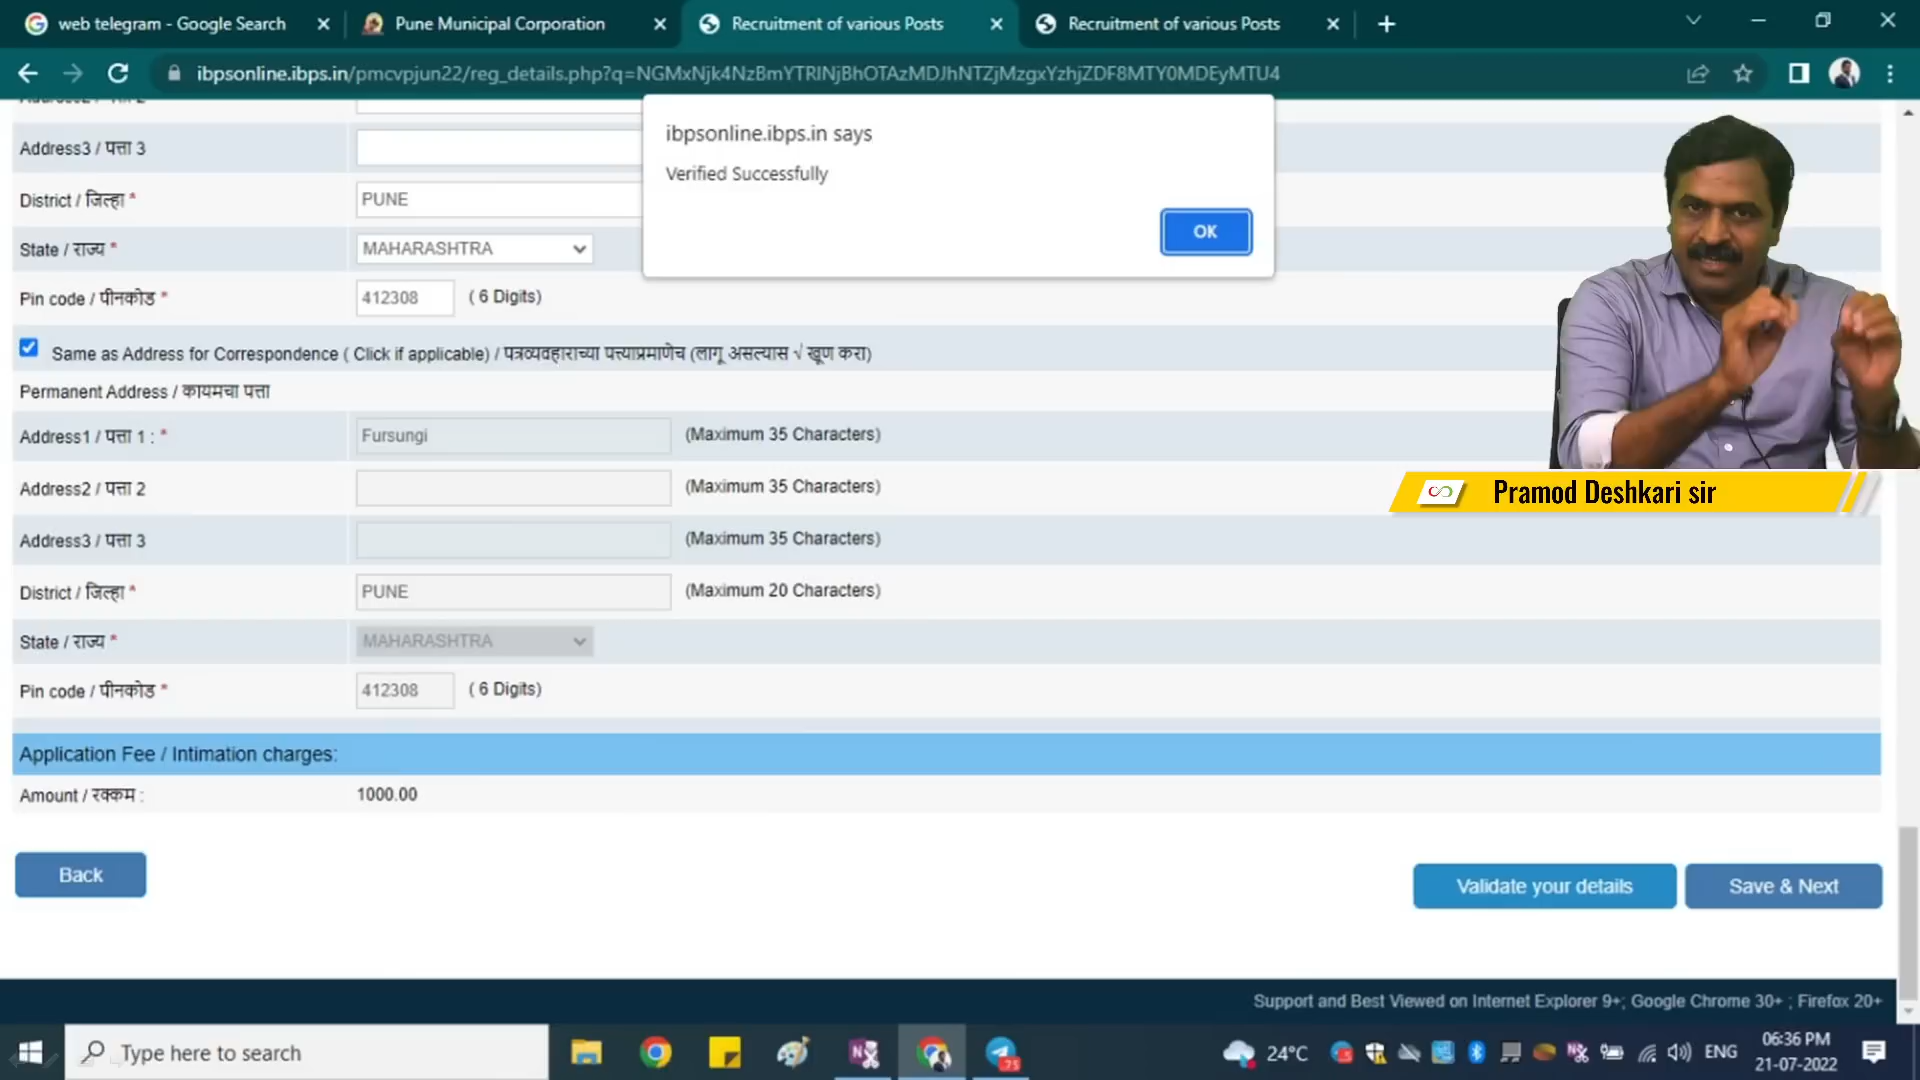 web telegram - Google Search
Pune Municipal Corporation
Recruitment of various Posts
Recruitment of various Posts
ibpsonline.ibps.in/pmcvpjun22/reg_details.php?q=NGMxNjk4NzBmYTRlNjBhOTAzMDJhNTZjMzgxYzhjZDF8MTY0MDEyMTU4
ibpsonline.ibps.in says
Verified Successfully
OK
Address3 / पत्ता 3
District / जिल्हा * PUNE
State / राज्य * MAHARASHTRA
Pin code / पीनकोड * 412308 ( 6 Digits)
Same as Address for Correspondence ( Click if applicable) / पत्रव्यवहाराच्या पत्त्याप्रमाणेच (लागू असल्यास √ खूण करा)
Permanent Address / कायमचा पत्ता
Address1 / पत्ता 1 : * Fursungi (Maximum 35 Characters)
Pramod Deshkari sir
Address2 / पत्ता 2 (Maximum 35 Characters)
Address3 / पत्ता 3 (Maximum 35 Characters)
District / जिल्हा * PUNE (Maximum 20 Characters)
State / राज्य * MAHARASHTRA
Pin code / पीनकोड * 412308 ( 6 Digits)
Application Fee / Intimation charges:
Amount / रक्कम : 1000.00
Back
Validate your details
Save & Next
Support and Best Viewed on Internet Explorer 9+; Google Chrome 30+ ; Firefox 20+
Type here to search
24°C
ENG
06:36 PM
21-07-2022